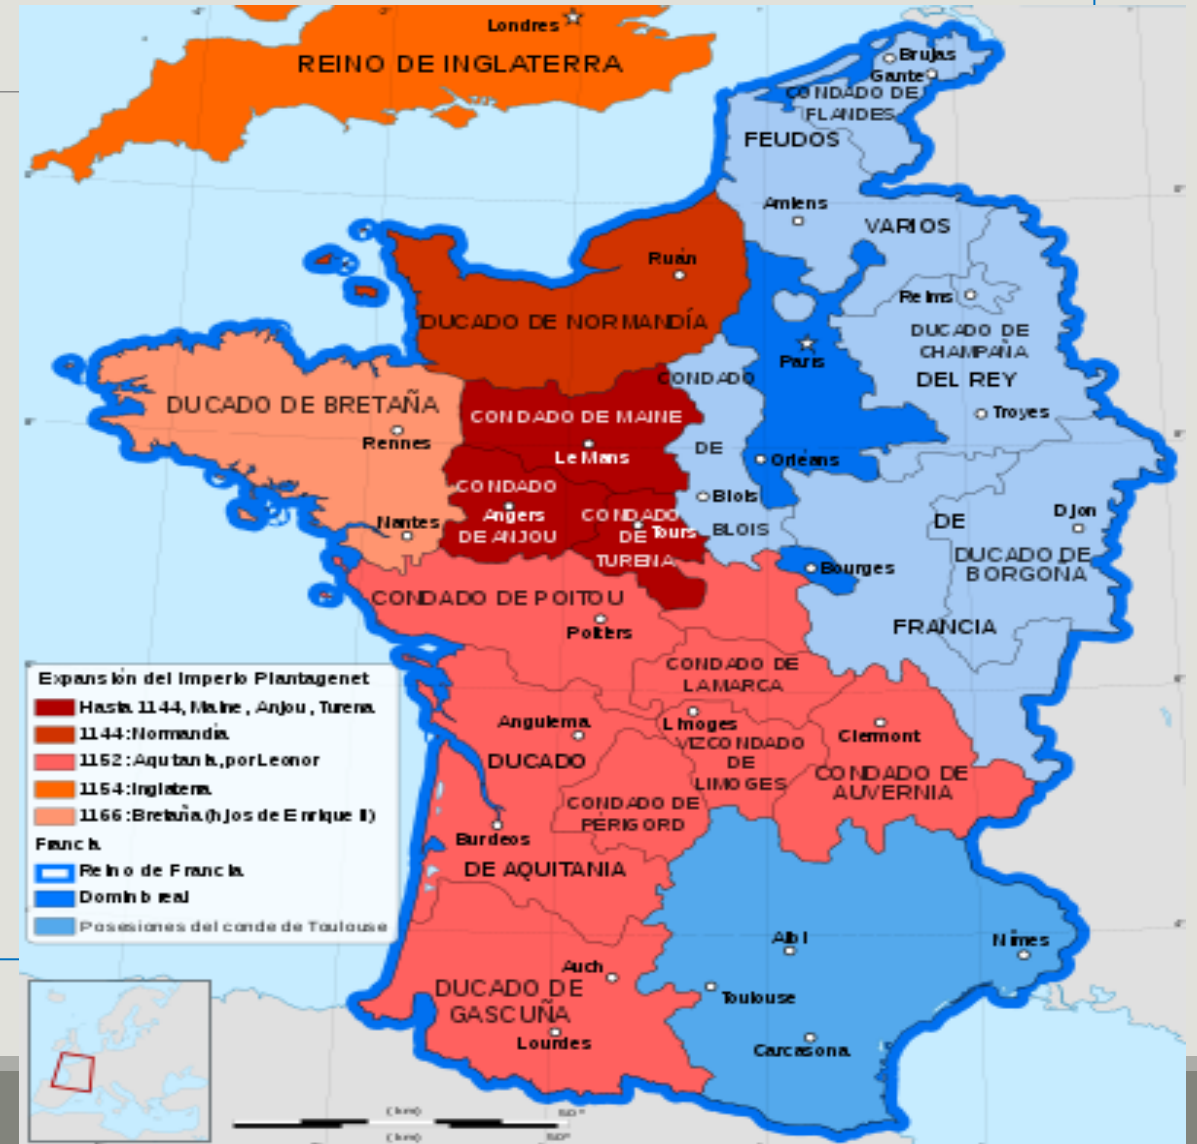 Londres
REINO DE INGLATERRA
Brujas
Gante
CONDADO DE
FLANDES
FEUDOS
Amiens
VARIOS
Ruán
Reims
DUCADO DE NORMANDÍA
DUCADO DE
CHAMPAÑA
París
DEL REY
CONDADO
DUCADO DE BRETAÑA
Rennes
CONDADO DE MAINE
Le Mans
Troyes
DE
Orléans
CONDADO
Angers
DE ANJOU
CONDADO
DE Tours
TURENA
Blois
BLOIS
Nantes
DE
Djon
DUCADO DE
BORGOÑA
Bourges
CONDADO DE POITOU
Poitiers
FRANCIA
CONDADO DE
LA MARCA
Angulema
Limoges
VIZCONDADO
DE
LIMOGES
Clermont
CONDADO DE
AUVERNIA
DUCADO
CONDADO DE
PÉRIGORD
Burdeos
DE AQUITANIA
Albi
Nimes
Auch
DUCADO DE
GASCUÑA
Lourdes
Toulouse
Carcasona
Expansión del Imperio Plantagenet
Hasta 1144, Maine, Anjou, Turena
1144: Normandía
1152: Aquitania, por Leonor
1154: Inglaterra
1166: Bretaña (hijos de Enrique II)
Francia
Reino de Francia
Dominio real
Posesiones del conde de Toulouse
(km)
(km)